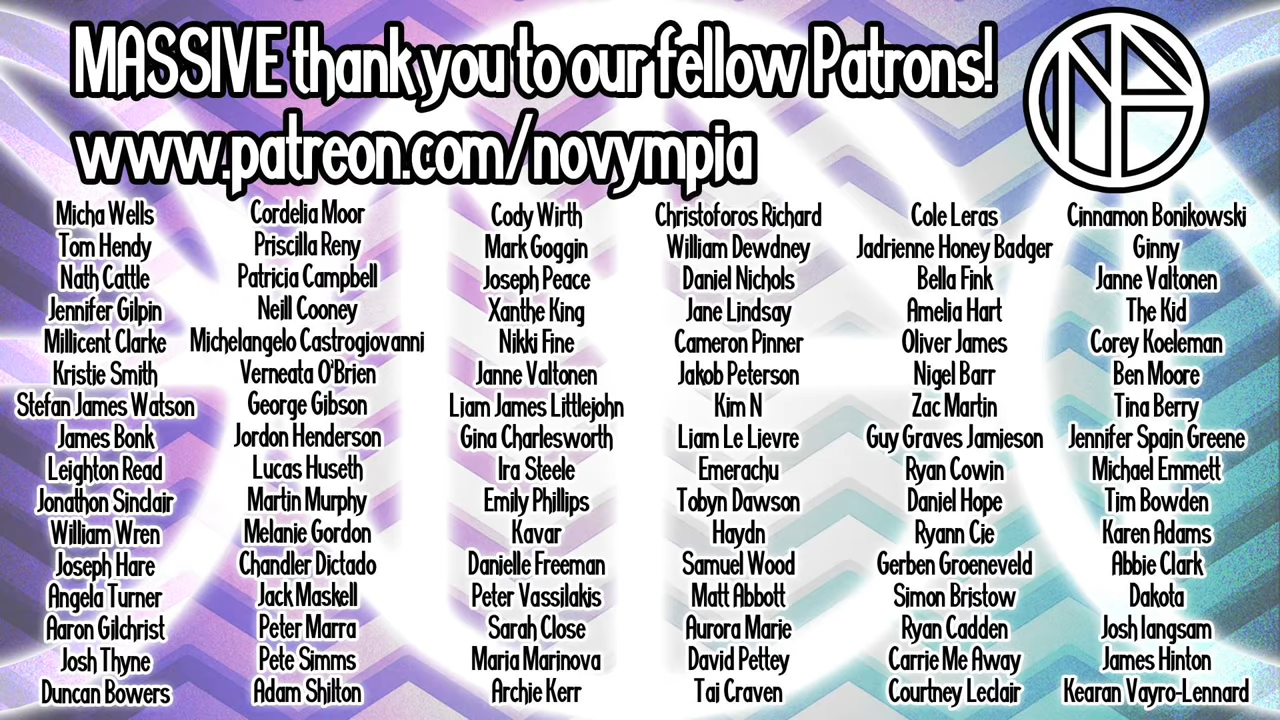 MASSIVE thank you to our fellow Patrons!
www.patreon.com/novympia
Micha Wells
Tom Hendy
Nath Cattle
Jennifer Gilpin
Millicent Clarke
Kristie Smith
Stefan James Watson
James Bonk
Leighton Read
Jonathon Sinclair
William Wren
Joseph Hare
Angela Turner
Aaron Gilchrist
Josh Thyne
Duncan Bowers
Cordelia Moor
Priscilla Reny
Patricia Campbell
Neill Cooney
Michelangelo Castrogiovanni
Verneata O'Brien
George Gibson
Jordon Henderson
Lucas Huseth
Martin Murphy
Melanie Gordon
Chandler Dictado
Jack Maskell
Peter Marra
Pete Simms
Adam Shilton
Cody Wirth
Mark Goggin
Joseph Peace
Xanthe King
Nikki Fine
Janne Valtonen
Liam James Littlejohn
Gina Charlesworth
Ira Steele
Emily Phillips
Kavar
Danielle Freeman
Peter Vassilakis
Sarah Close
Maria Marinova
Archie Kerr
Christoforos Richard
William Dewdney
Daniel Nichols
Jane Lindsay
Cameron Pinner
Jakob Peterson
Kim N
Liam Le Lievre
Emerachu
Tobyn Dawson
Haydn
Samuel Wood
Matt Abbott
Aurora Marie
David Pettey
Tai Craven
Cole Leras
Jadrienne Honey Badger
Bella Fink
Amelia Hart
Oliver James
Nigel Barr
Zac Martin
Guy Graves Jamieson
Ryan Cowin
Daniel Hope
Ryann Cie
Gerben Groeneveld
Simon Bristow
Ryan Cadden
Carrie Me Away
Courtney Leclair
Cinnamon Bonikowski
Ginny
Janne Valtonen
The Kid
Corey Koeleman
Ben Moore
Tina Berry
Jennifer Spain Greene
Michael Emmett
Tim Bowden
Karen Adams
Abbie Clark
Dakota
Josh langsam
James Hinton
Kearan Vayro-Lennard